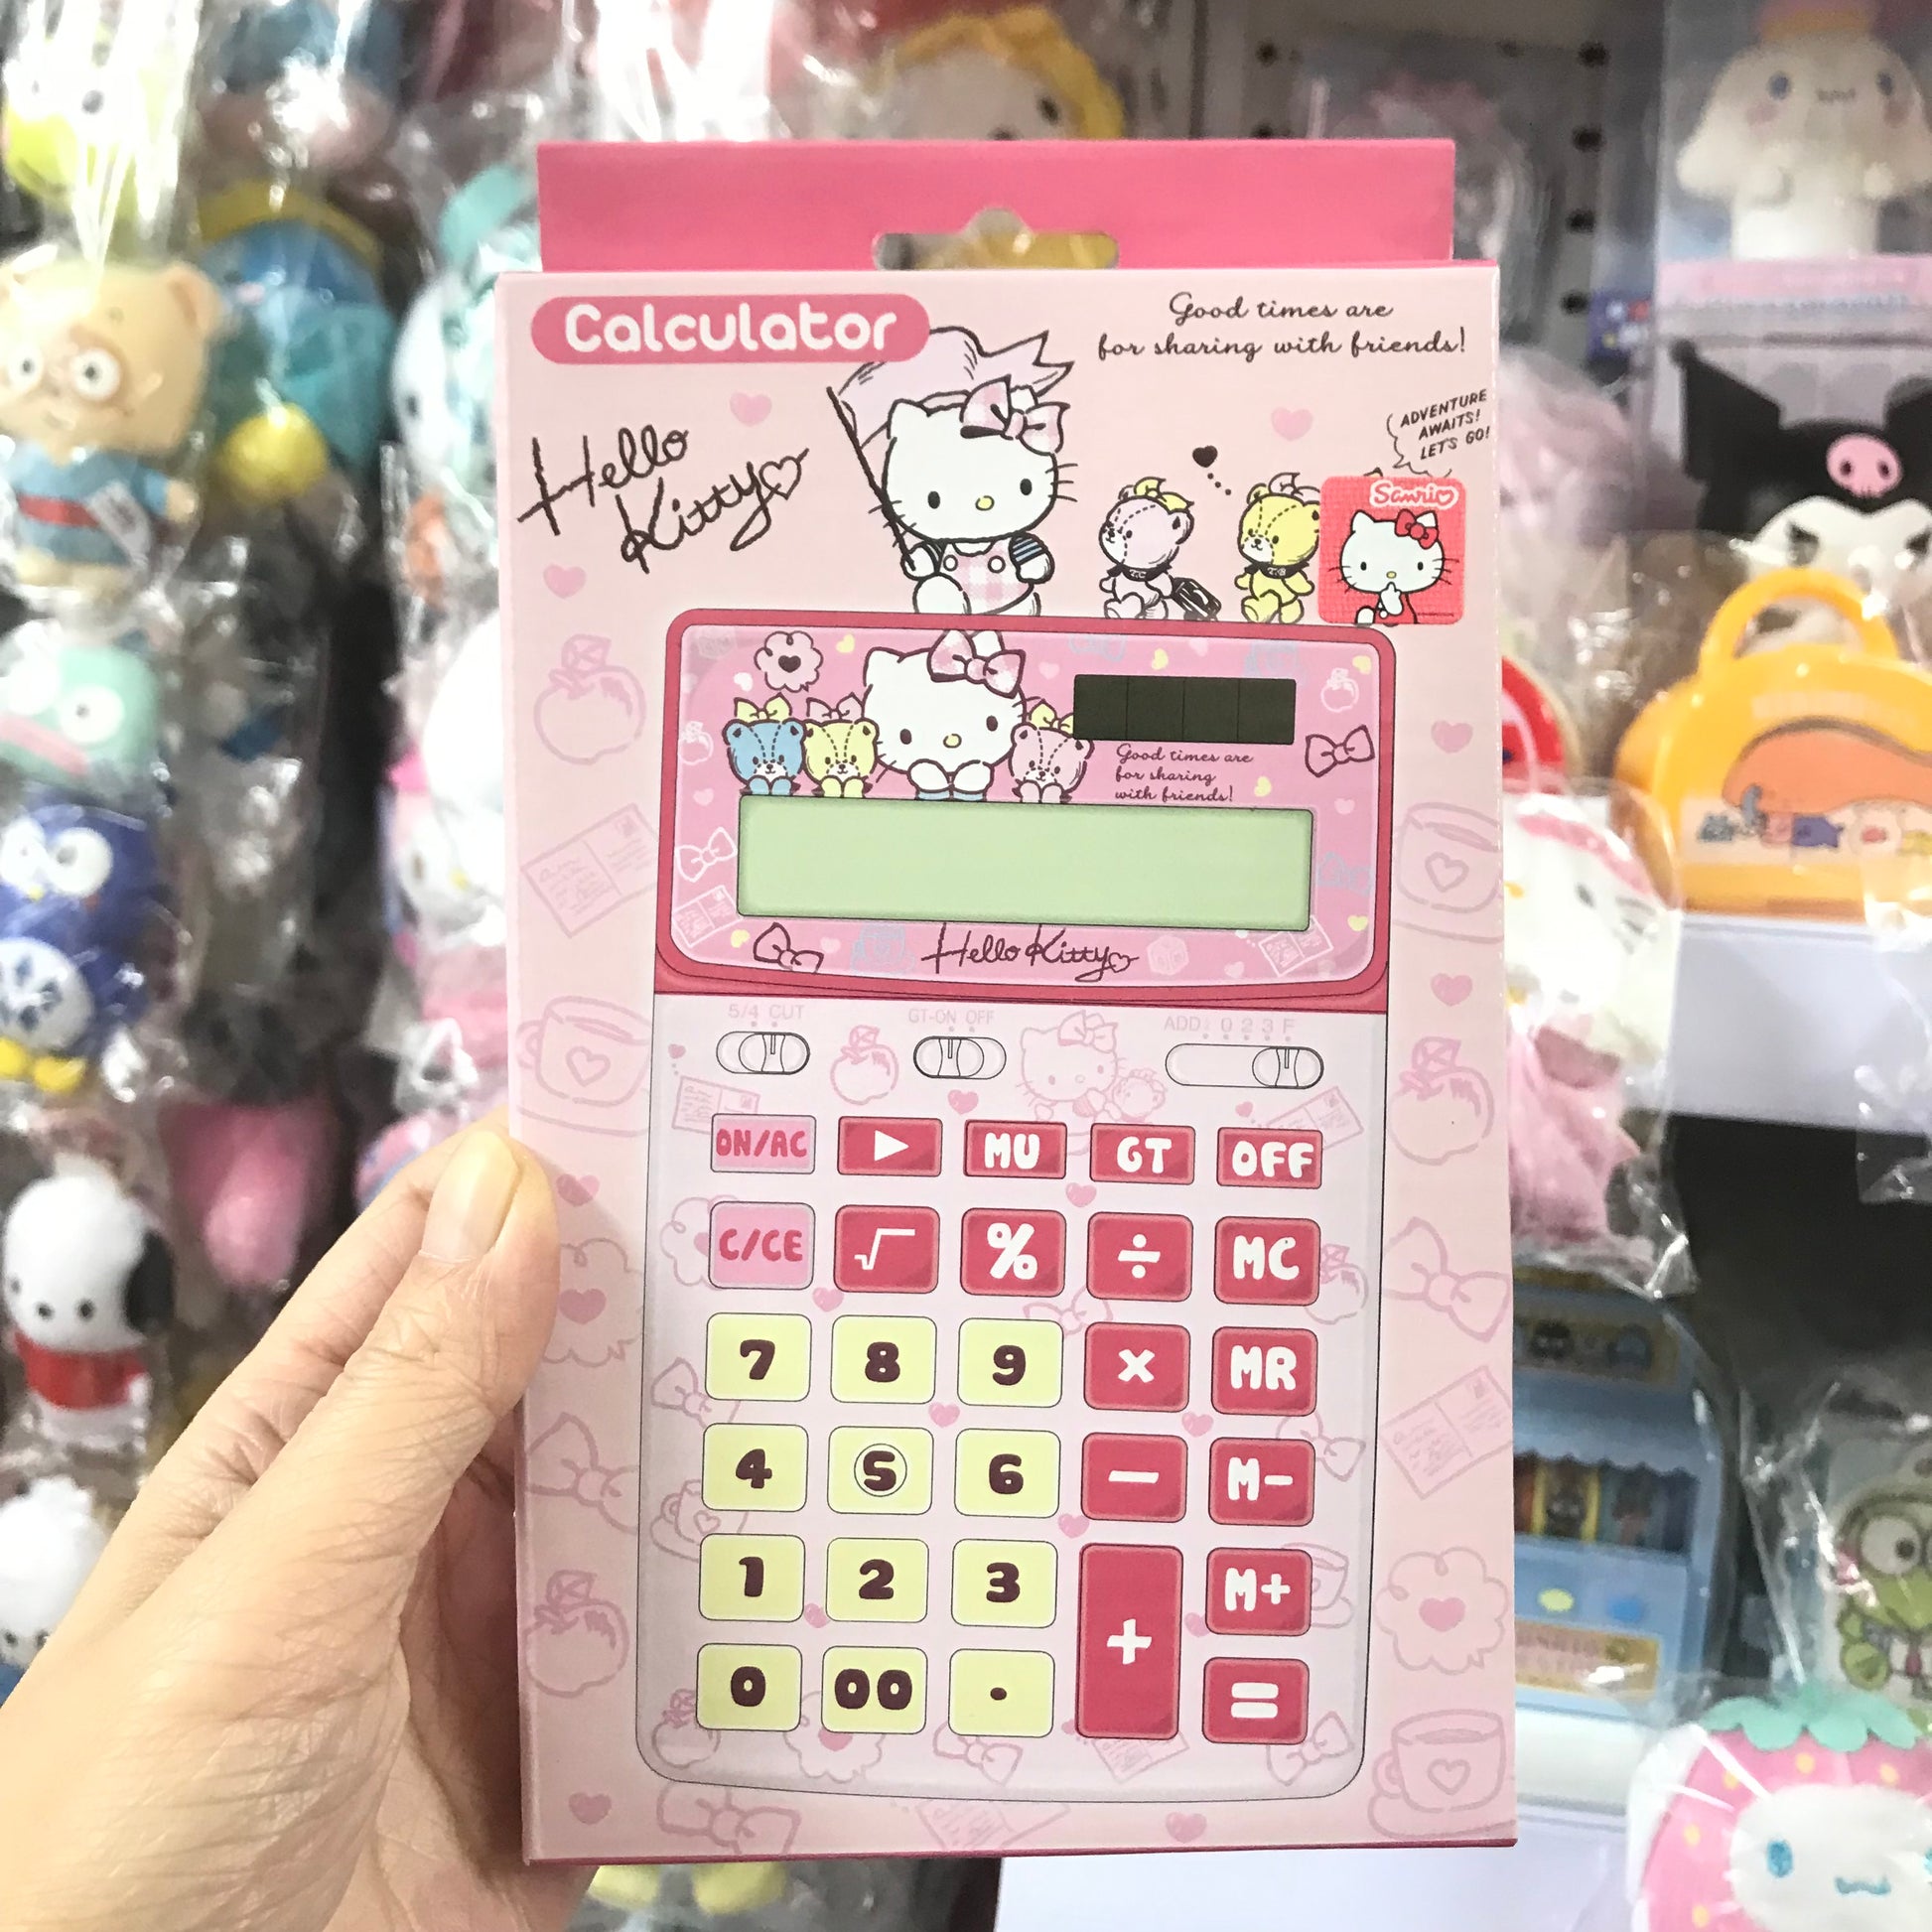 Calculator
Good times are
for sharing with friends!
Hello
Kitty
ADVENTURE
AWAITS!
LET'S GO!
Sanrio
Good times are
for sharing
with friends!
Hello Kitty
5/4 CUT
GT-ON OFF
ADD2 0 2 3 F
ON/AC ▶ MU GT OFF
C/CE √ % ÷ MC
7 8 9 × MR
4 5 6 − M−
1 2 3 + M+
0 00 . =